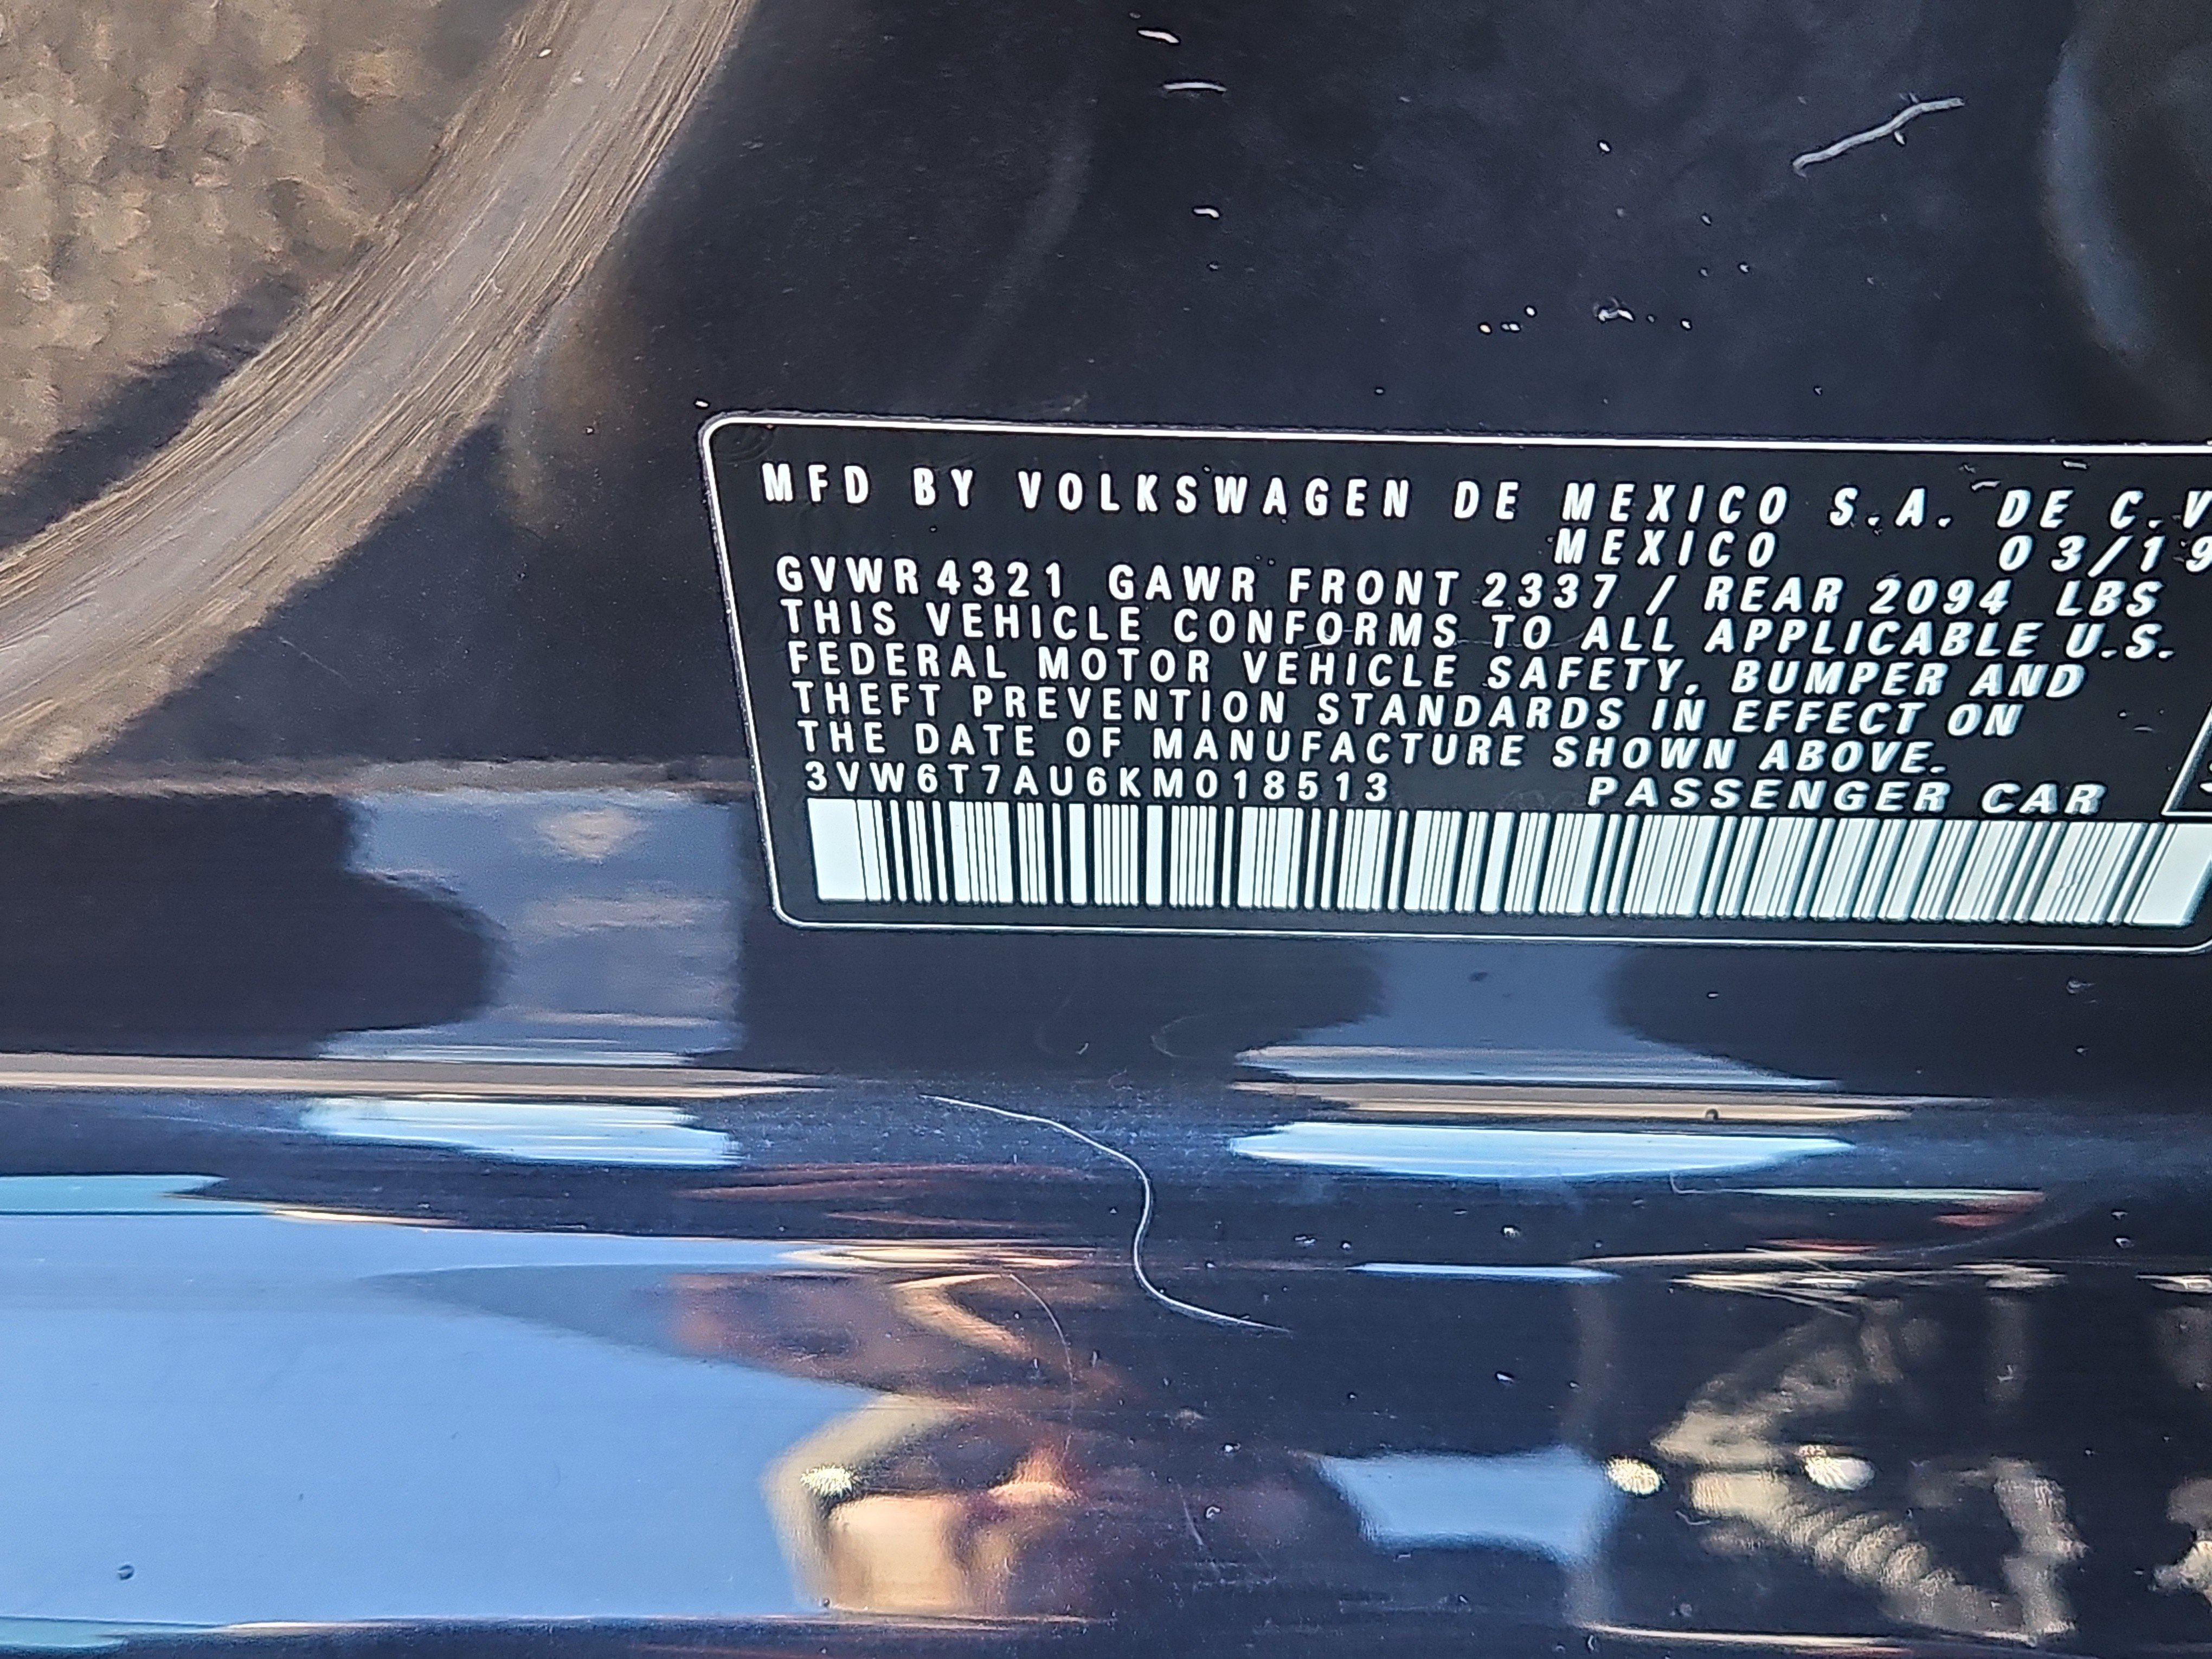 MFD BY VOLKSWAGEN DE MEXICO S.A. DE C.V
MEXICO 03/19
GVWR 4321 GAWR FRONT 2337 / REAR 2094 LBS
THIS VEHICLE CONFORMS TO ALL APPLICABLE U.S.
FEDERAL MOTOR VEHICLE SAFETY, BUMPER AND
THEFT PREVENTION STANDARDS IN EFFECT ON
THE DATE OF MANUFACTURE SHOWN ABOVE.
3VW6T7AU6KM018513 PASSENGER CAR